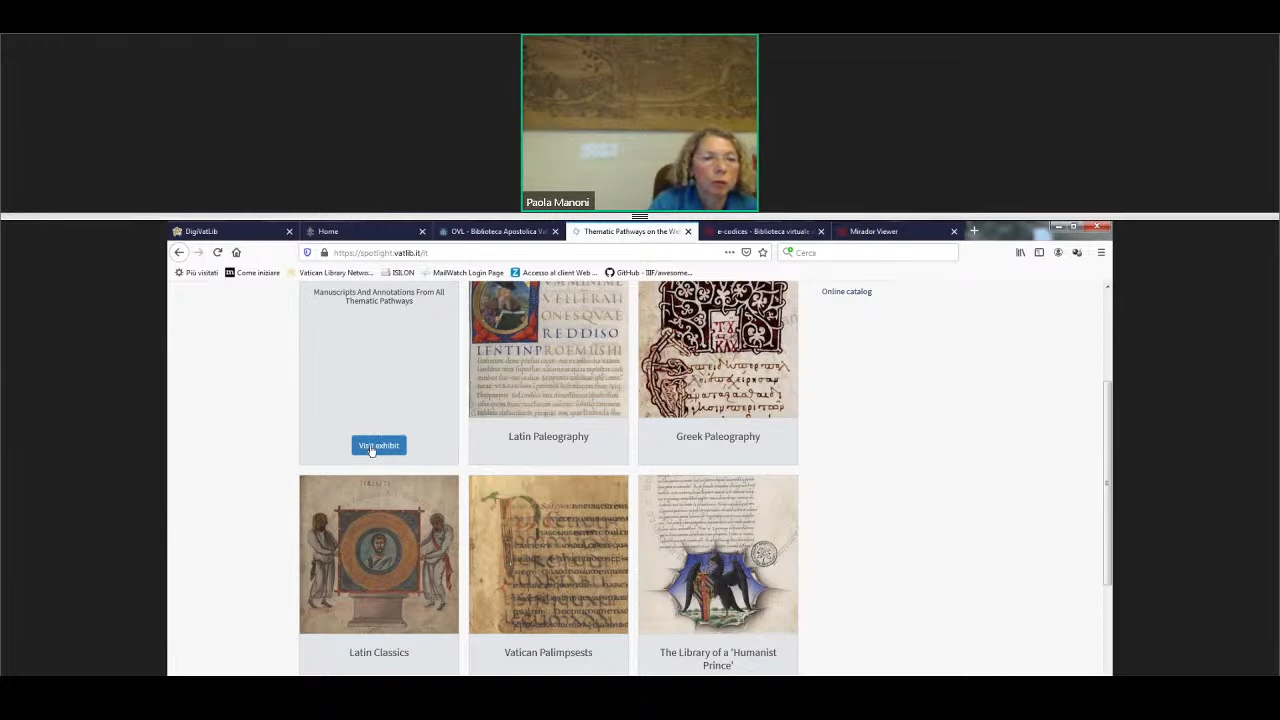 Paola Manoni
DigiVatLib
Home
OVL - Biblioteca Apostolica Va
Thematic Pathways on the We
e-codices - Biblioteca virtuale
Mirador Viewer
https://spotlight.vatlib.it/it
Cerca
Più visitati
Come iniziare
Vatican Library Netwo...
ISILON
MailWatch Login Page
Accesso al client Web ...
GitHub - IIIF/awesome...
Manuscripts And Annotations From All
Thematic Pathways
Online catalog
REDDISO
Visit exhibit
Latin Paleography
Greek Paleography
Latin Classics
Vatican Palimpsests
The Library of a 'Humanist
Prince'